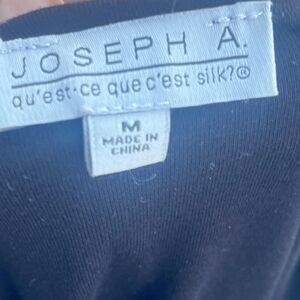 JOSEPH A.
qu'est-ce que c'est silk?®
M
MADE IN
CHINA